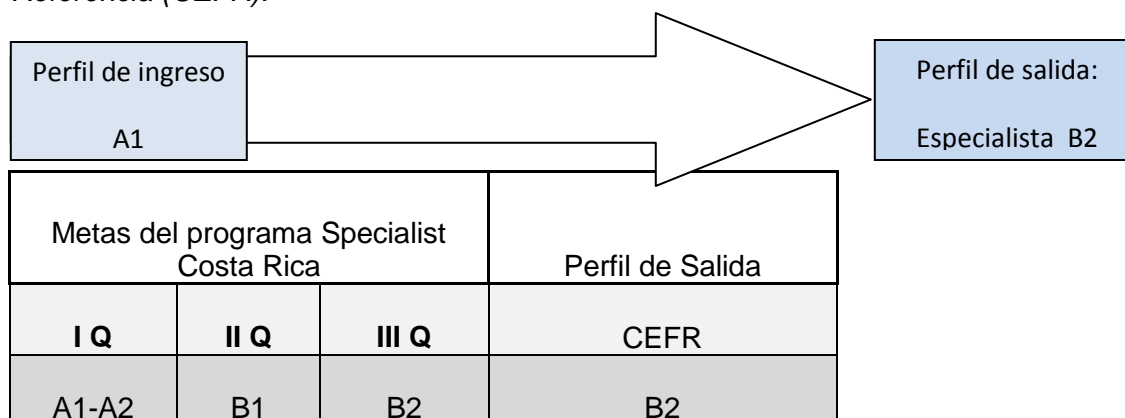 Referencia (CEFR).
Perfil de ingreso
A1
Perfil de salida:
Especialista B2
Metas del programa Specialist
Costa Rica
Perfil de Salida
I Q
II Q
III Q
CEFR
A1-A2
B1
B2
B2